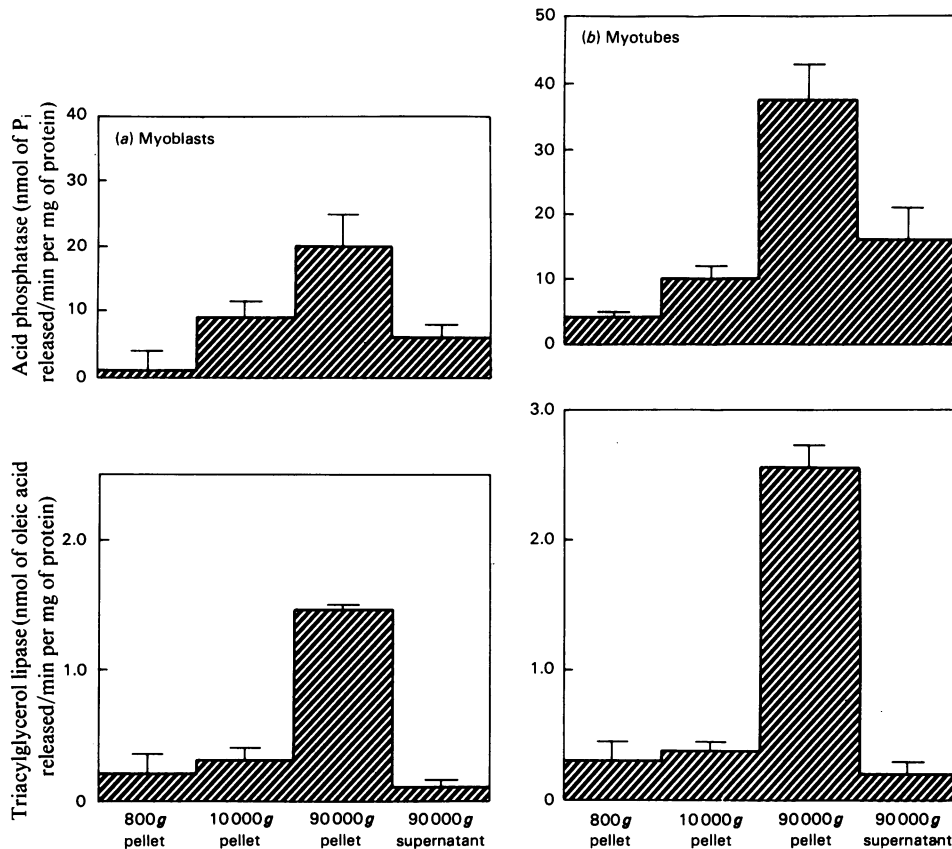 Acid phosphatase (nmol of Pi
released/min per mg of protein)
40
30
20
10
0
(a) Myoblasts
50
40
30
20
10
0
(b) Myotubes
Triacylglycerol lipase (nmol of oleic acid
released/min per mg of protein)
2.0
1.0
0
3.0
2.0
1.0
0
800g
pellet
10000g
pellet
90000g
pellet
90000g
supernatant
800g
pellet
10000g
pellet
90000g
pellet
90000g
supernatant